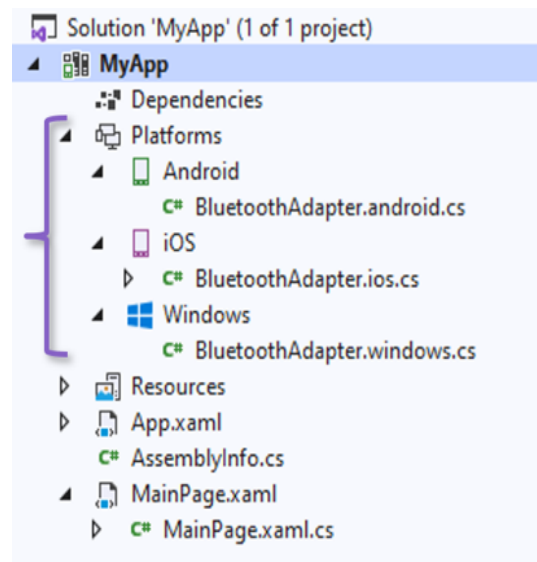 Solution 'MyApp' (1 of 1 project)
MyApp
Dependencies
Platforms
Android
C# BluetoothAdapter.android.cs
iOS
C# BluetoothAdapter.ios.cs
Windows
C# BluetoothAdapter.windows.cs
Resources
App.xaml
C# AssemblyInfo.cs
MainPage.xaml
C# MainPage.xaml.cs